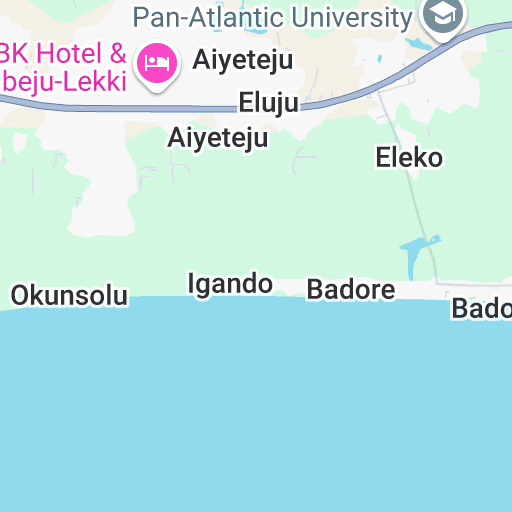 Pan-Atlantic University
BK Hotel &
beju-Lekki
Aiyeteju
Eluju
Aiyeteju
Eleko
Igando
Badore
Okunsolu
Bado